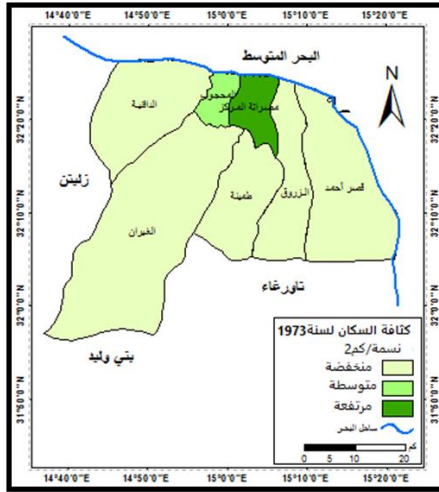 14°40'0"E 14°50'0"E 15°0'0"E 15°10'0"E 15°20'0"E
البحر المتوسط
N
المحجوب
الدافنية
مصراتة المركز
زليتن
قصر أحمد
الزروق
طمينة
الغيران
تاورغاء
بني وليد
32°20'0"N
32°10'0"N
32°0'0"N
31°50'0"N
32°20'0"N
32°10'0"N
32°0'0"N
31°50'0"N
كثافة السكان لسنة1973
نسمة/كم2
منخفضة
متوسطة
مرتفعة
ساحل البحر
كم
0 5 10 20
14°40'0"E 14°50'0"E 15°0'0"E 15°10'0"E 15°20'0"E